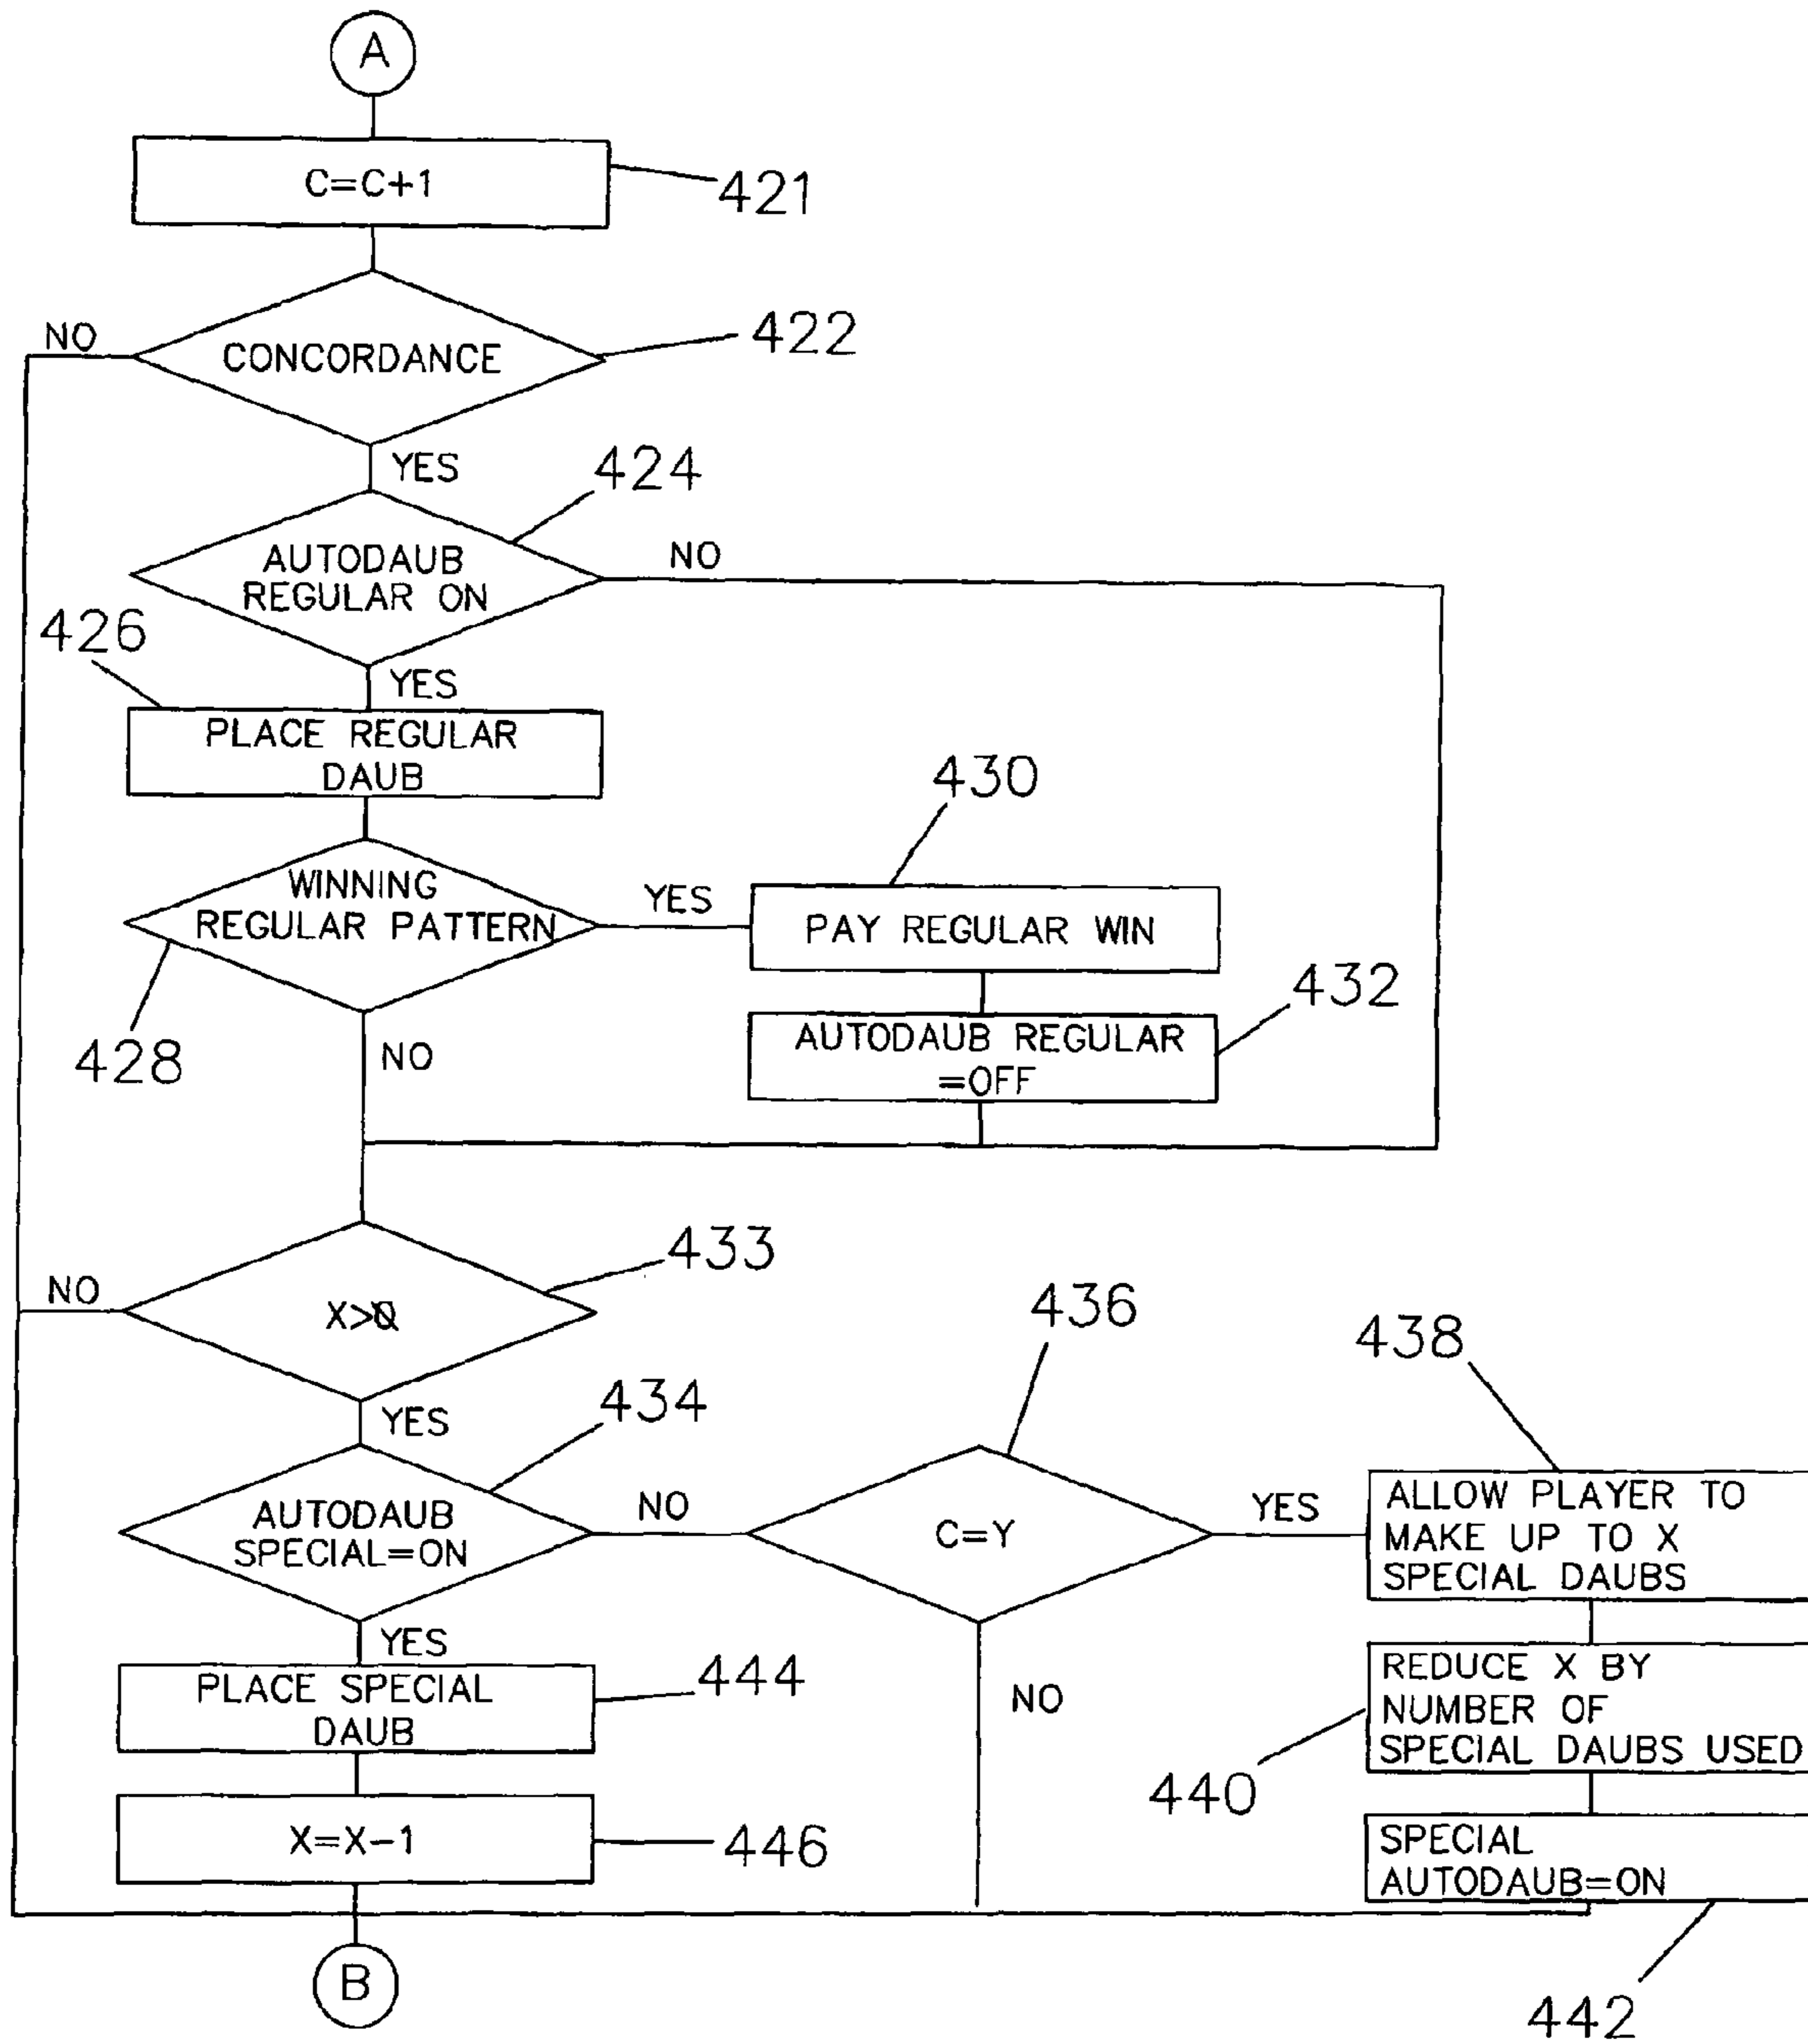 A
C=C+1
421
NO
CONCORDANCE
422
YES
424
AUTODAUB
REGULAR ON
NO
426
YES
PLACE REGULAR
DAUB
430
WINNING
REGULAR PATTERN
YES
PAY REGULAR WIN
432
428
NO
AUTODAUB REGULAR
=OFF
433
NO
X>0
436
438
YES
434
AUTODAUB
SPECIAL=ON
NO
C=Y
YES
ALLOW PLAYER TO
MAKE UP TO X
SPECIAL DAUBS
YES
PLACE SPECIAL
DAUB
444
NO
REDUCE X BY
NUMBER OF
SPECIAL DAUBS USED
440
X=X-1
446
SPECIAL
AUTODAUB=ON
B
442